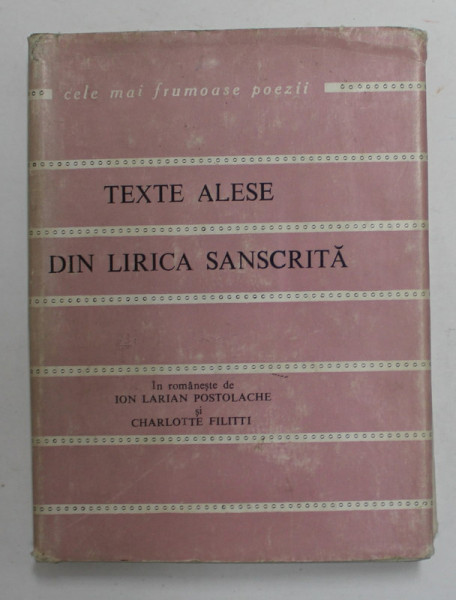 cele mai frumoase poezii
TEXTE ALESE
DIN LIRICA SANSCRITĂ
În românește de
ION LARIAN POSTOLACHE
și
CHARLOTTE FILITTI